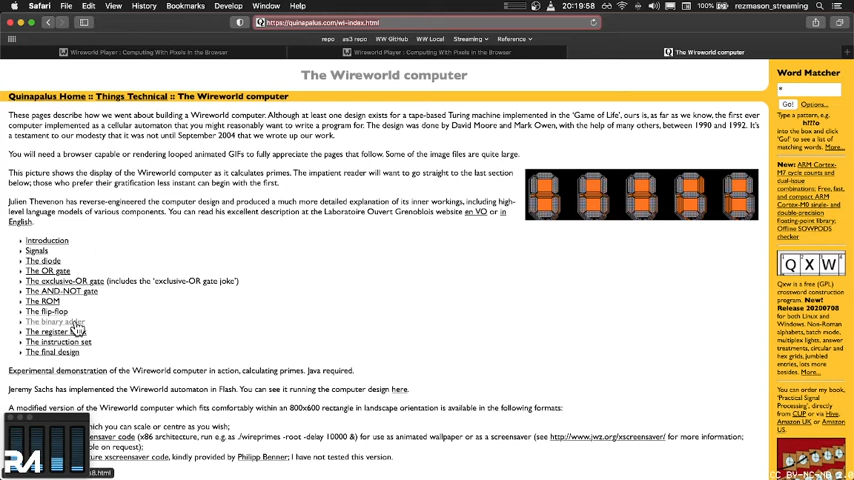 Safari File Edit View History Bookmarks Develop Window Help
100% 20:19:58 rezmason_streaming
https://quinapalus.com/wi-index.html
repo as3 repo WW GitHub WW Local Streaming Reference
Wireworld Player : Computing With Pixels In the Browser
Wireworld Player : Computing With Pixels In the Browser
The Wireworld computer
The Wireworld computer
Quinapalus Home :: Things Technical :: The Wireworld computer
These pages describe how we went about building a Wireworld computer. Although at least one design exists for a tape-based Turing machine implemented in the 'Game of Life', ours is, as far as we know, the first ever
computer implemented as a cellular automaton that you might reasonably want to write a program for. The design was done by David Moore and Mark Owen, with the help of many others, between 1990 and 1992. It's
a testament to our modesty that it was not until September 2004 that we wrote up our work.
You will need a browser capable or rendering looped animated GIFs to fully appreciate the pages that follow. Some of the image files are quite large.
This picture shows the display of the Wireworld computer as it calculates primes. The impatient reader will want to go straight to the last section
below; those who prefer their gratification less instant can begin with the first.
Julien Thevenon has reverse-engineered the computer design and produced a much more detailed explanation of its inner workings, including high-
level language models of various components. You can read his excellent description at the Laboratoire Ouvert Grenoblois website en VO or in
English.
Introduction
Signals
The diode
The OR gate
The exclusive-OR gate (includes the 'exclusive-OR gate joke')
The AND-NOT gate
The ROM
The flip-flop
The binary adder
The register
The instruction set
The final design
Experimental demonstration of the Wireworld computer in action, calculating primes. Java required.
Jeremy Sachs has implemented the Wireworld automaton in Flash. You can see it running the computer design here.
A modified version of the Wireworld computer which fits comfortably within an 800x600 rectangle in landscape orientation is available in the following formats:
which you can scale or centre as you wish;
screensaver code (x86 architecture, run e.g. as ./wireprimes -root -delay 10000 &) for use as animated wallpaper or as a screensaver (see http://www.jwz.org/xscreensaver/ for more information;
on request);
xscreensaver code, kindly provided by Philipp Benner; I have not tested this version.
Word Matcher
*
Go! Options...
Type a pattern, e.g.
h???o
into the box and click
'Go!' to see a list of
matching words. More...
New: ARM Cortex-
M7 cycle counts and
dual-issue
combinations; Free, fast,
and compact ARM
Cortex-M0 single- and
double-precision
floating-point library;
Offline SOWPODS
checker
QXW
Qxw is a free (GPL)
crossword construction
program. New!
Release 20200708
for both Linux and
Windows. Non-Roman
alphabets, batch
mode, multiplex lights,
answer treatments,
circular and hex grids,
jumbled entries, lots
more besides.
More...
You can order my book,
'Practical Signal
Processing', directly
from CUP or via Hive,
Amazon UK or Amazon
US.
R4
CC BY-NC-ND 2.0